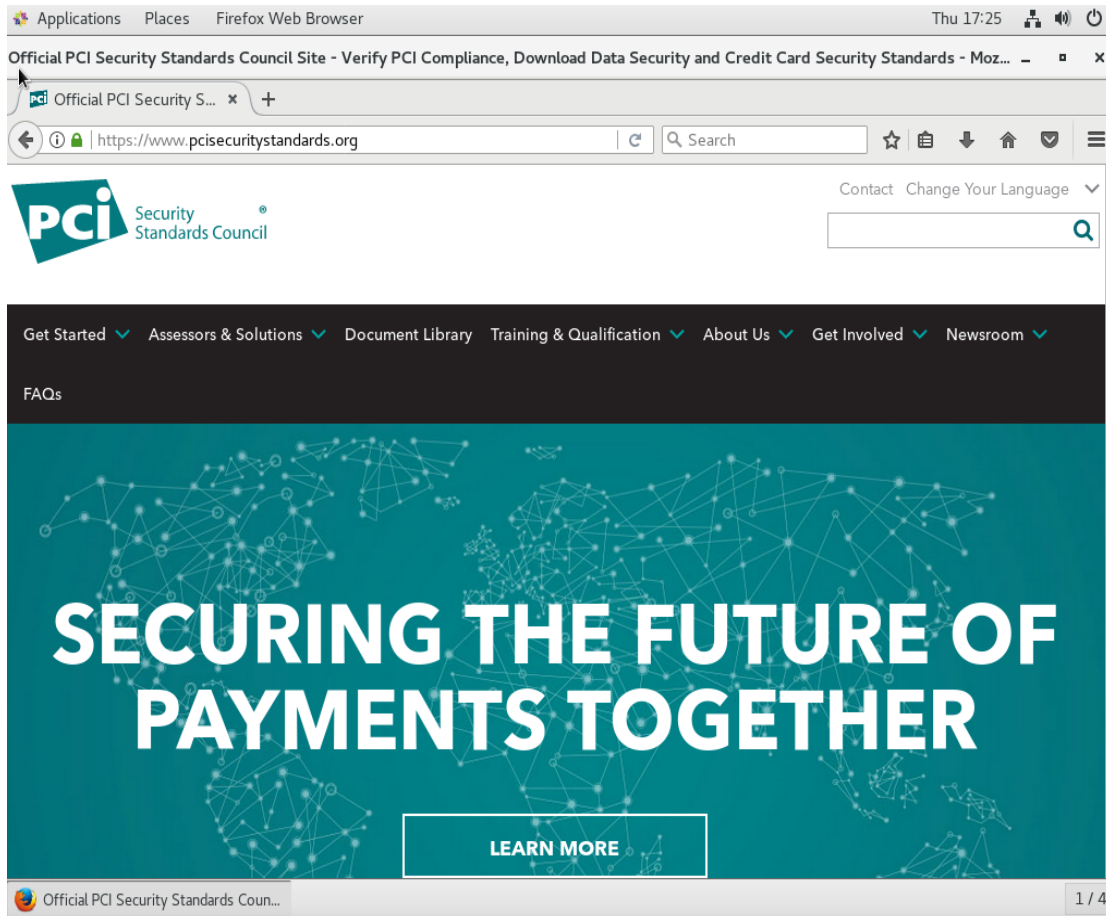 Applications Places Firefox Web Browser Thu 17:25
Official PCI Security Standards Council Site - Verify PCI Compliance, Download Data Security and Credit Card Security Standards - Moz...
Official PCI Security S...
https://www.pcisecuritystandards.org Search
Contact Change Your Language
PCI Security ®
Standards Council
Get Started Assessors & Solutions Document Library Training & Qualification About Us Get Involved Newsroom
FAQs
SECURING THE FUTURE OF
PAYMENTS TOGETHER
LEARN MORE
Official PCI Security Standards Coun... 1 / 4